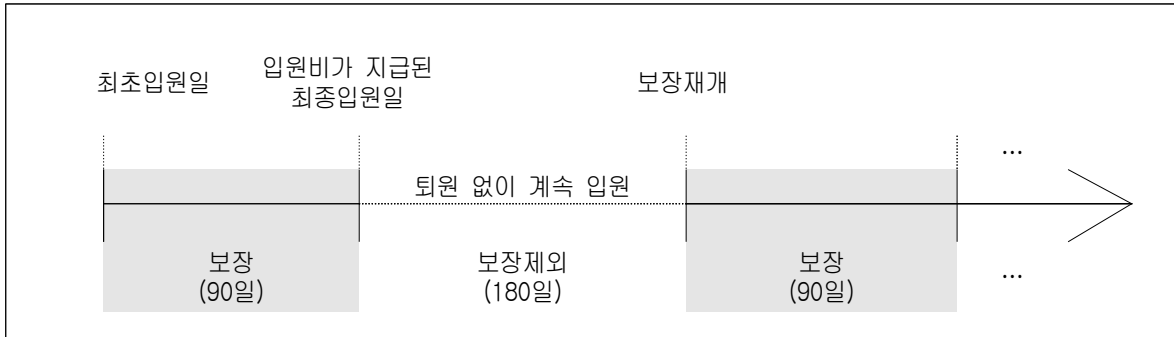 최초입원일
입원비가 지급된
최종입원일
보장재개
...
퇴원 없이 계속 입원
보장
(90일)
보장제외
(180일)
보장
(90일)
...